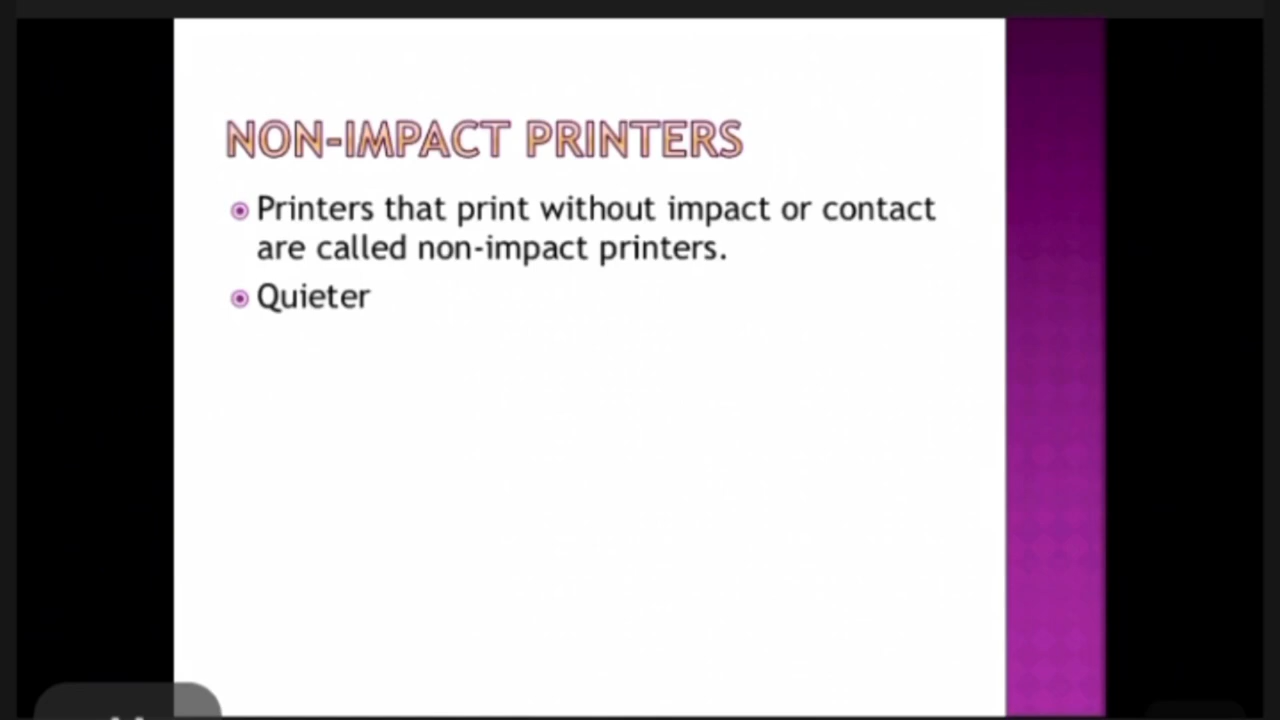 NON-IMPACT PRINTERS
Printers that print without impact or contact
are called non-impact printers.
Quieter